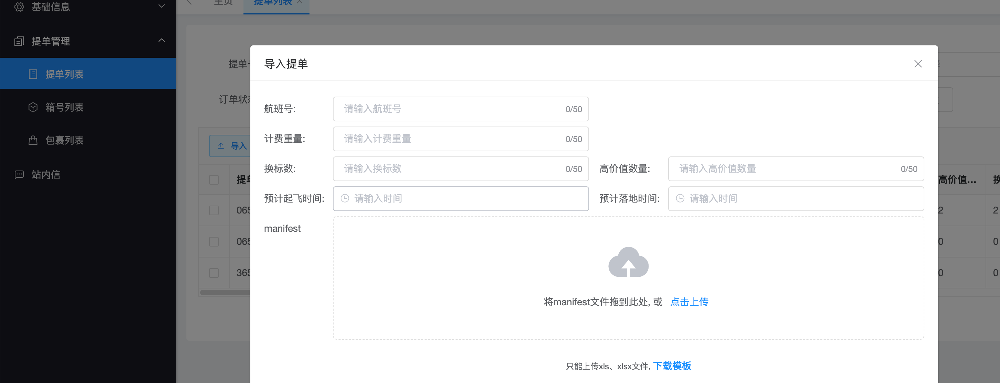 基础信息
主页
提单列表
提单管理
提单列表
箱号列表
包裹列表
站内信
提单号
订单状态
导入
提单
065
065
365
高价值...
换
2
2
0
0
0
0
导入提单
航班号:
请输入航班号
0/50
计费重量:
请输入计费重量
0/50
换标数:
请输入换标数
0/50
高价值数量:
请输入高价值数量
0/50
预计起飞时间:
请输入时间
预计落地时间:
请输入时间
manifest
将manifest文件拖到此处, 或 点击上传
只能上传xls、xlsx文件, 下载模板